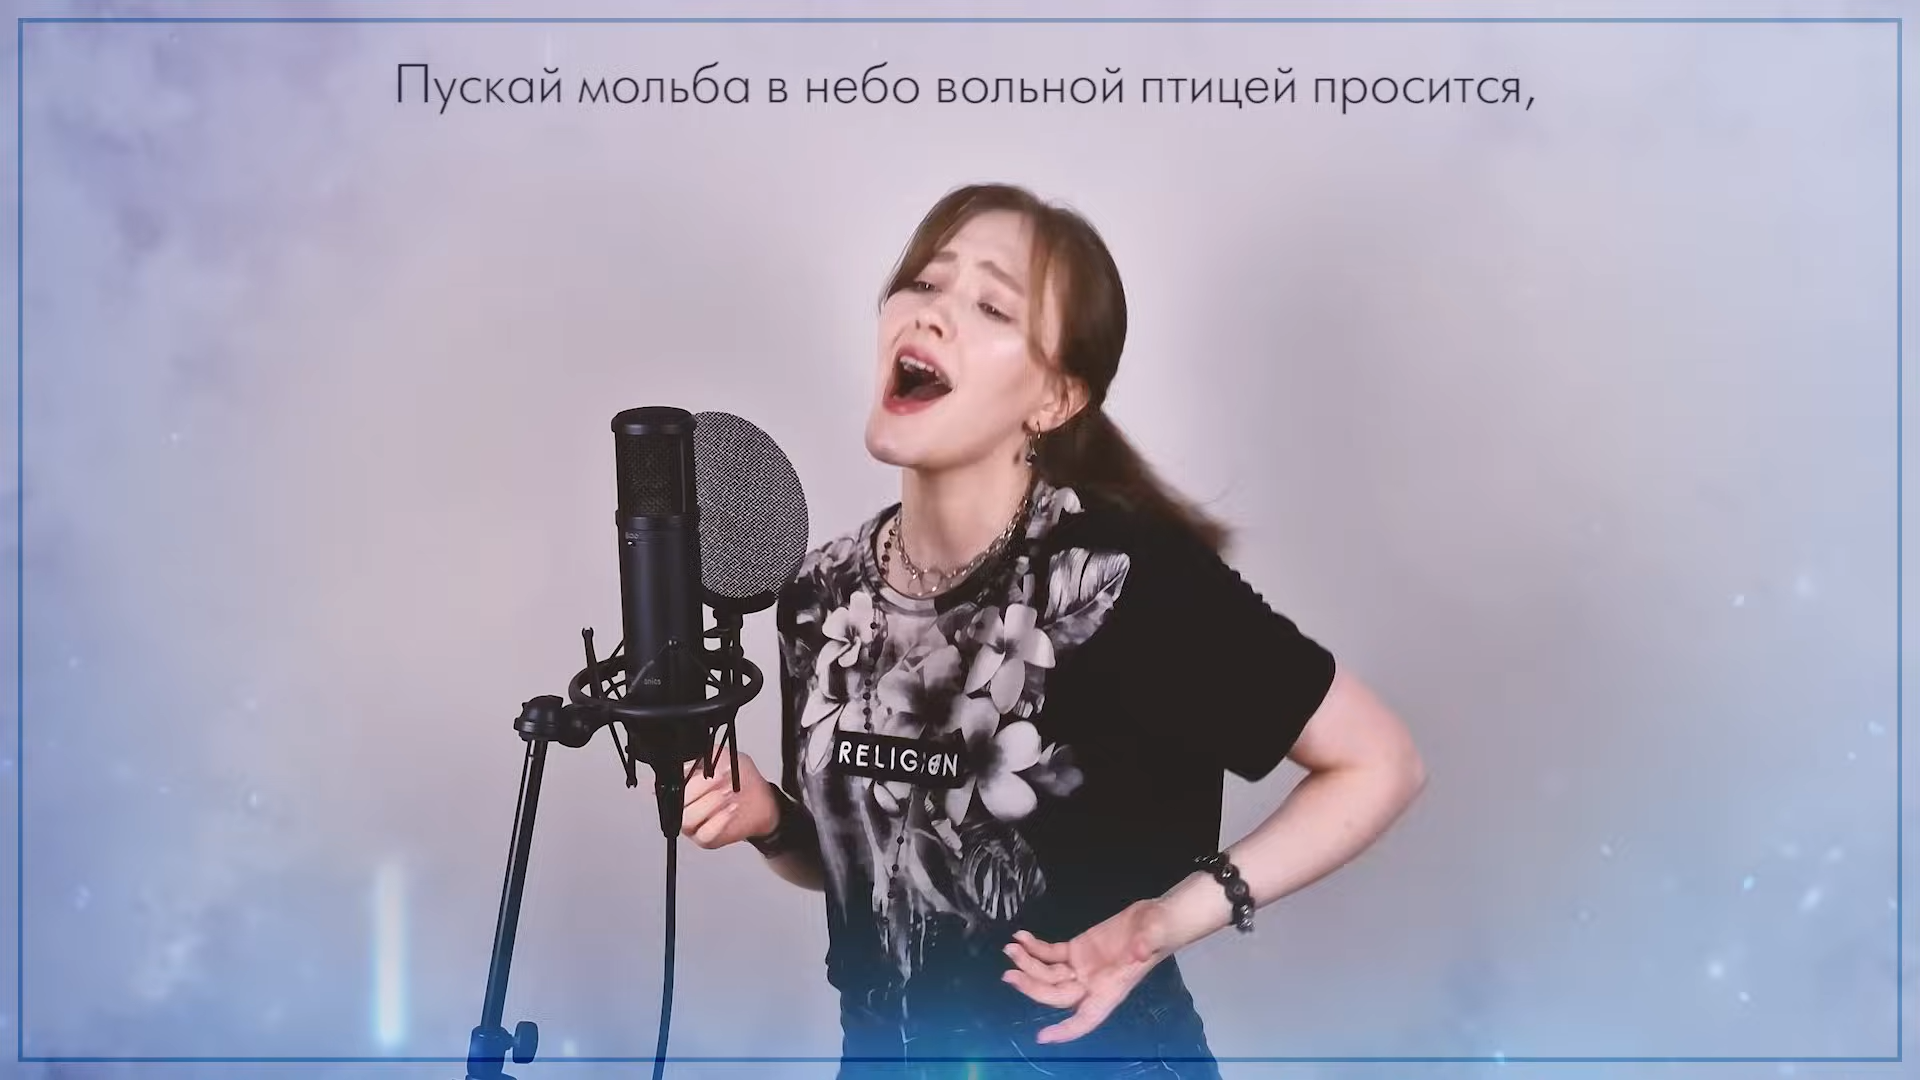 Пускай мольба в небо вольной птицей просится,
RELIGION